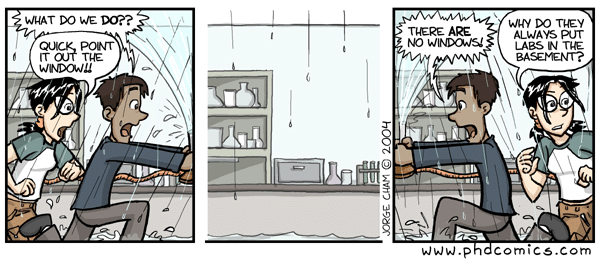 WHAT DO WE DO??
QUICK, POINT
IT OUT THE
WINDOW!!
JORGE CHAM © 2004
THERE ARE
NO WINDOWS!
WHY DO THEY
ALWAYS PUT
LABS IN THE
BASEMENT?
www.phdcomics.com